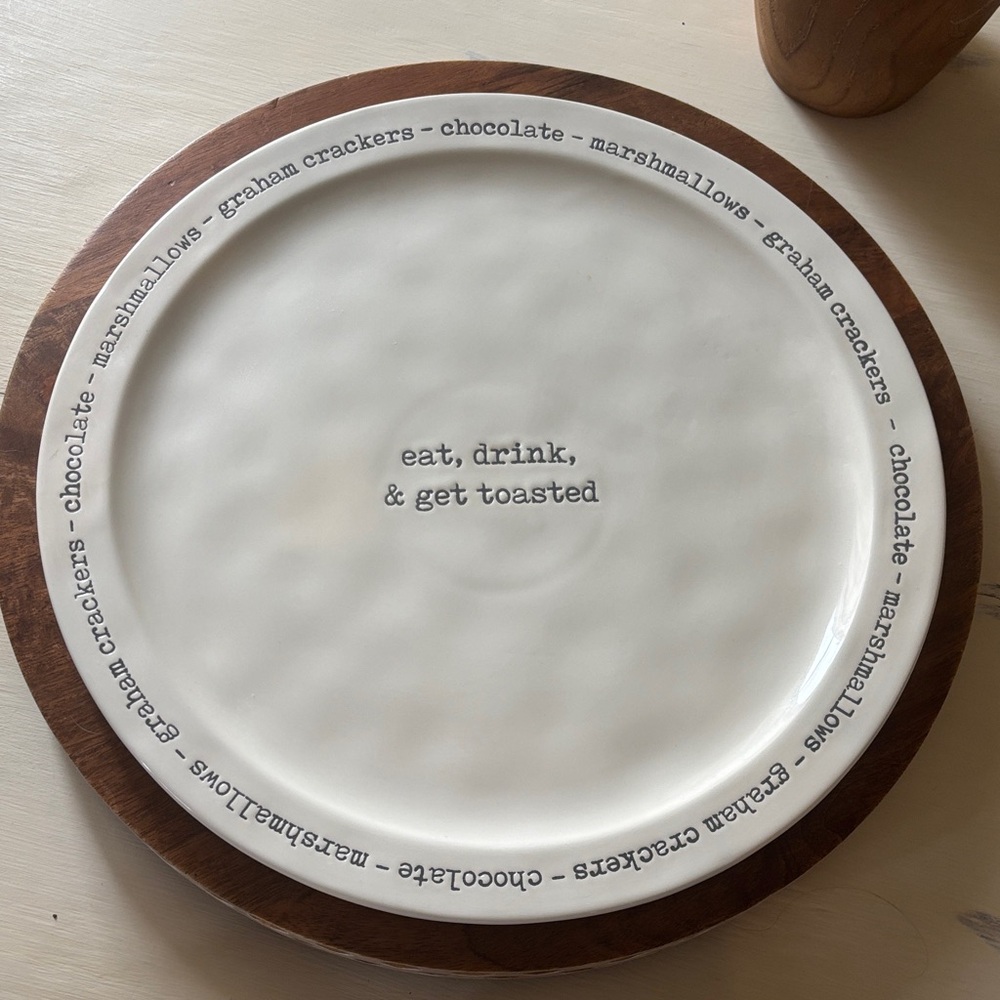 graham crackers – chocolate – marshmallows – graham crackers – chocolate – marshmallows – graham crackers – chocolate – marshmallows – graham crackers – chocolate – marshmallows –
eat, drink,
& get toasted